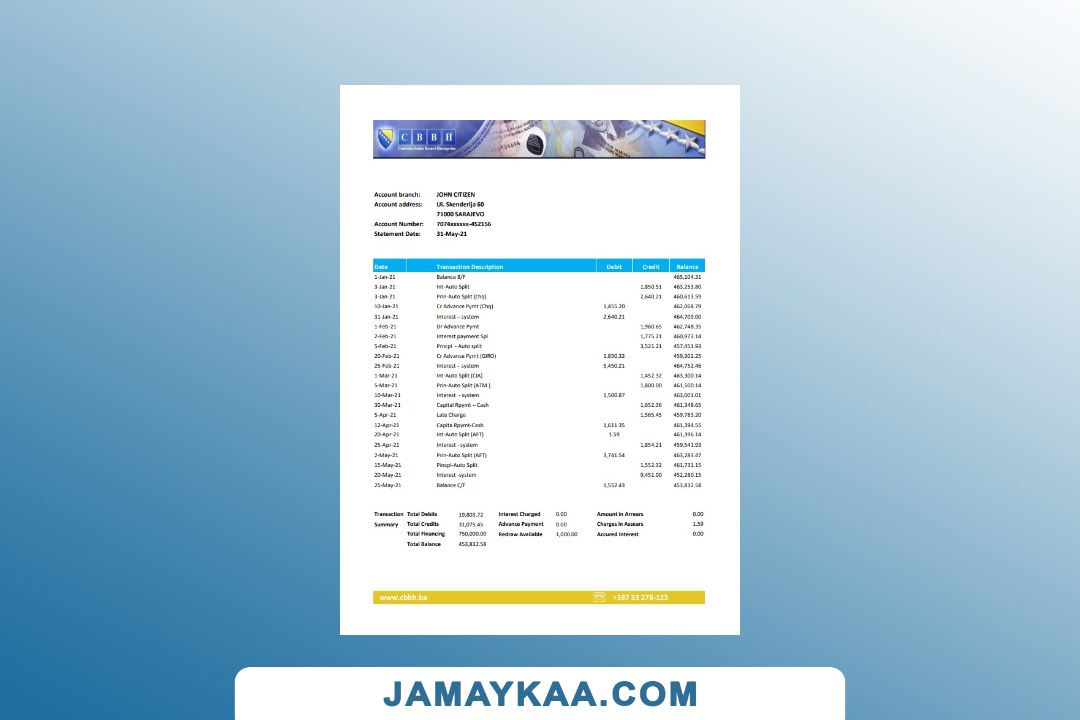 C B B H
Account branch: JOHN CITIZEN
Account address: Ul. Skenderija 60
71000 SARAJEVO
Account Number: 7074xxxxxx-452156
Statement Date: 31-May-21
Date Transaction Description Debit Credit Balance
1-Jan-21 Balance B/F 465,104.31
3-Jan-21 Int-Auto Split 1,850.51 463,253.80
3-Jan-21 Prin-Auto Split (chq) 2,640.21 460,613.59
10-Jan-21 Cr Advance Pymt (Chq) 1,455.20 462,068.79
31-Jan-21 Interest – system 2,640.21 464,709.00
1-Feb-21 Dr Advance Pymt 1,960.65 462,748.35
2-Feb-21 Interest payment Spl 1,775.21 460,973.14
5-Feb-21 Prncpl - Auto split 3,521.21 457,451.93
20-Feb-21 Cr Advance Pymt (GIRO) 1,850.32 459,302.25
25-Feb-21 Interest – system 5,450.21 464,752.46
1-Mar-21 Int-Auto Split (CIA) 1,452.32 463,300.14
5-Mar-21 Prin-Auto Split (ATM ) 1,800.00 461,500.14
10-Mar-21 Interest - system 1,500.87 463,001.01
30-Mar-21 Capital Rpymt – Cash 1,652.36 461,348.65
5-Apr-21 Late Charge 1,565.45 459,783.20
12-Apr-21 Capita Rpymt-Cash 1,611.35 461,394.55
20-Apr-21 Int-Auto Split (AFT) 1.59 461,396.14
25-Apr-21 Interest - system 1,854.21 459,541.93
2-May-21 Prin-Auto Split (AFT) 3,741.54 463,283.47
15-May-21 Pincpl-Auto Split 1,552.32 461,731.15
20-May-21 Interest -system 9,451.00 452,280.15
25-May-21 Balance C/F 1,552.43 453,832.58
Transaction Total Debits 19,803.72 Interest Charged 0.00 Amount in Arrears 0.00
Summary Total Credits 31,075.45 Advance Payment 0.00 Charges in Assears 1.59
Total Financing 750,000.00 Redraw Available 1,000.00 Accured Interest 0.00
Total Balance 453,832.58
www.cbbh.ba +387 33 278-123
JAMAYKAA.COM